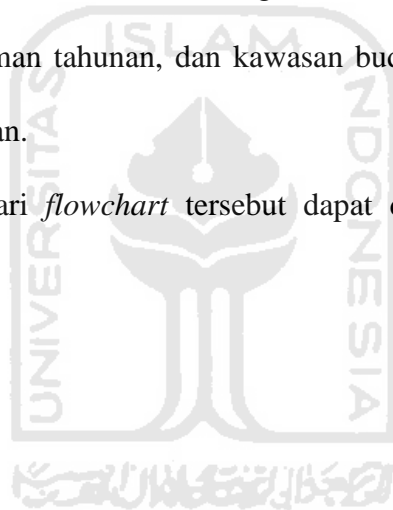 man tahunan, dan kawasan bud
an.
ari flowchart tersebut dapat d
ISLAM
UNIVERSITAS
INDONESIA